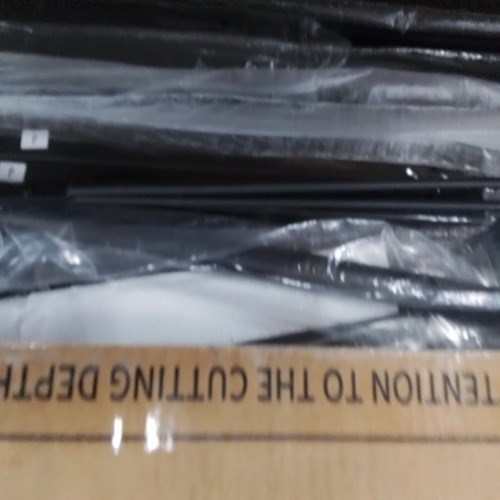 TENTION TO THE CUTTING DEPTH